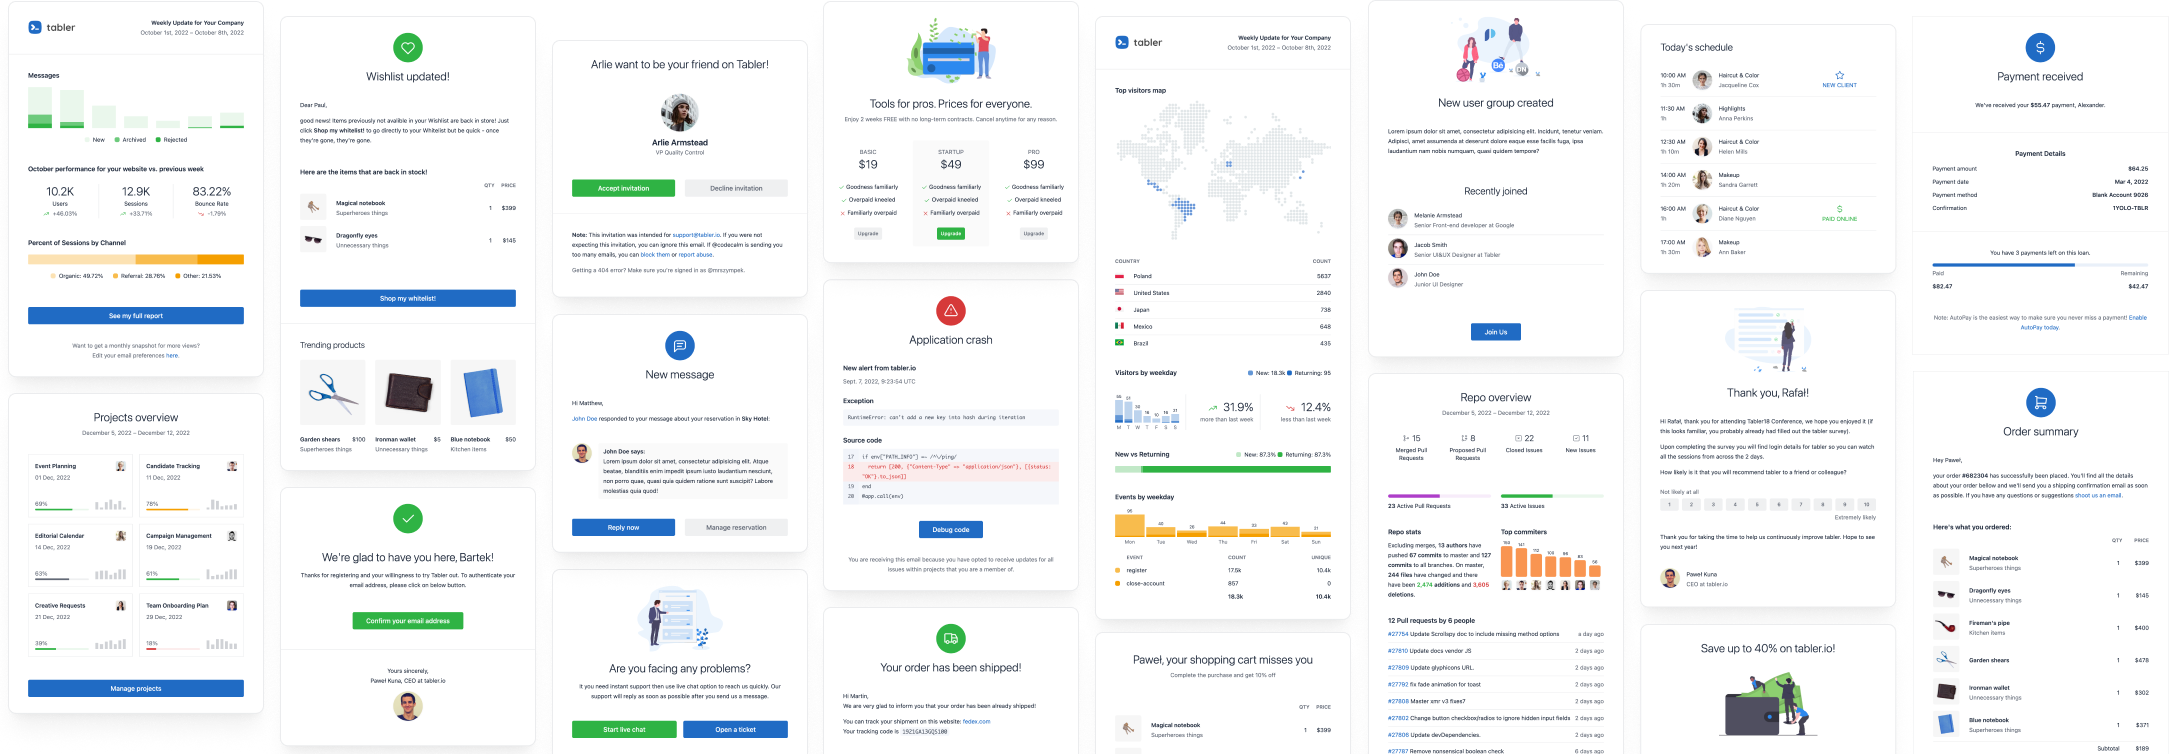 tabler
Weekly Update for Your Company
October 1st, 2022 – October 8th, 2022
Messages
New Archived Rejected
October performance for your website vs. previous week
10.2K 12.9K 83.22%
Users Sessions Bounce Rate
+46.03% +33.71% -1.79%
Percent of Sessions by Channel
Organic: 49.72% Referral: 28.76% Other: 21.53%
See my full report
Want to get a monthly snapshot for more views?
Edit your email preferences here.
Projects overview
December 5, 2022 – December 12, 2022
Event Planning Candidate Tracking
01 Dec, 2022 11 Dec, 2022
69% 78%
Editorial Calendar Campaign Management
14 Dec, 2022 19 Dec, 2022
63% 61%
Creative Requests Team Onboarding Plan
21 Dec, 2022 29 Dec, 2022
39% 18%
Manage projects
Wishlist updated!
Dear Paul,
good news! Items previously not avalible in your Wishlist are back in store! Just
click Shop my whitelist! to go directly to your Whitelist but be quick - once
they're gone, they're gone.
Here are the items that are back in stock!
QTY PRICE
Magical notebook 1 $399
Superheroes things
Dragonfly eyes 1 $145
Unnecessary things
Shop my whitelist!
Trending products
Garden shears $100 Ironman wallet $5 Blue notebook $50
Superheroes things Unnecessary things Kitchen items
We're glad to have you here, Bartek!
Thanks for registering and your willingness to try Tabler out. To authenticate your
email address, please click on below button.
Confirm your email address
Yours sincerely,
Paweł Kuna, CEO at tabler.io
Arlie want to be your friend on Tabler!
Arlie Armstead
VP Quality Control
Accept invitation Decline invitation
Note: This invitation was intended for support@tabler.io. If you were not
expecting this invitation, you can ignore this email. If @codecalm is sending you
too many emails, you can block them or report abuse.
Getting a 404 error? Make sure you're signed in as @mrszympek.
New message
Hi Matthew,
John Doe responded to your message about your reservation in Sky Hotel:
John Doe says:
Lorem ipsum dolor sit amet, consectetur adipisicing elit. Atque
beatae, blanditiis enim impedit ipsum iusto laudantium nesciunt,
non porro quae, quasi quia quidem ratione sunt suscipit? Labore
molestias quia quod!
Reply now Manage reservation
Are you facing any problems?
It you need instant support then use live chat option to reach us quickly. Our
support will reply as soon as possible after you send us a message.
Start live chat Open a ticket
Tools for pros. Prices for everyone.
Enjoy 2 weeks FREE with no long-term contracts. Cancel anytime for any reason.
BASIC STARTUP PRO
$19 $49 $99
Goodness familiarly Goodness familiarly Goodness familiarly
Overpaid kneeled Overpaid kneeled Overpaid kneeled
Familiarly overpaid Familiarly overpaid Familiarly overpaid
Upgrade Upgrade Upgrade
Application crash
New alert from tabler.io
Sept. 7, 2022, 9:23:54 UTC
Exception
RuntimeError: can't add a new key into hash during iteration
Source code
17 if env["PATH_INFO"] =~ /^\/ping/
18 return [200, {"Content-Type" => "application/json"}, [{status:
"OK"}.to_json]]
19 end
20 @app.call(env)
Debug code
You are receiving this email because you have opted to receive updates for all
issues within projects that you are a member of.
Your order has been shipped!
Hi Martin,
We are very glad to inform you that your order has been already shipped!
You can track your shipment on this website: fedex.com
tabler
Weekly Update for Your Company
October 1st, 2022 – October 8th, 2022
Top visitors map
COUNTRY COUNT
Poland 5637
United States 2840
Japan 738
Mexico 648
Brazil 435
Visitors by weekday New: 18.3k Returning: 95
M T W T F S S
31.9% 12.4%
more than last week less than last week
New vs Returning New: 87.3% Returning: 87.3%
Events by weekday
Mon Tue Wed Thu Fri Sat Sun
EVENT COUNT UNIQUE
register 17.5k 10.4k
close-account 857 0
18.3k 10.4k
Paweł, your shopping cart misses you
Complete the purchase and get 10% off
QTY PRICE
Magical notebook 1 $399
Superheroes things
Bē
New user group created
Lorem ipsum dolor sit amet, consectetur adipisicing elit. Incidunt, tenetur veniam.
Adipisci, amet assumenda at deserunt dolore eaque esse facilis fuga, ipsa
laudantium nam nobis numquam, quasi quidem tempore?
Recently joined
Melanie Armstead
Senior Front-end developer at Google
Jacob Smith
Senior UI&UX Designer at Tabler
John Doe
Junior UI Designer
Join Us
Repo overview
December 5, 2022 – December 12, 2022
15 8 22 11
Merged Pull Requests
Proposed Pull Requests
Closed Issues
New Issues
23 Active Pull Requests 33 Active Issues
Repo stats
Excluding merges, 13 authors have
pushed 67 commits to master and 127
commits to all branches. On master,
244 files have changed and there
have been 2,474 additions and 3,605
deletions.
Top commiters
12 Pull requests by 6 people
#27754 Update Scrollspy doc to include missing method options a day ago
#27810 Update docs vendor JS 2 days ago
#27809 Update glyphicons URL. 2 days ago
#27792 fix fade animation for toast 2 days ago
#27808 Master xmr v3 fixes? 2 days ago
#27802 Change button checkbox/radios to ignore hidden input fields 2 days ago
#27806 Update devDependencies. 2 days ago
#27787 Remove nonsensical boolean check 6 days ago
Today's schedule
10:00 AM Haircut & Color
1h 30m Jacqueline Cox
NEW CLIENT
11:30 AM Highlights
1h Anna Perkins
12:30 AM Haircut & Color
1h 10m Helen Mills
14:00 AM Makeup
1h 20m Sandra Garrett
16:00 AM Haircut & Color
1h Diane Nguyen
PAID ONLINE
17:00 AM Makeup
1h 30m Ann Baker
Thank you, Rafał!
Hi Rafał, thank you for attending Tabler18 Conference, we hope you enjoyed it (if
this looks familiar, you probably already had filled out the tabler survey).
Upon completing the survey you will find login details for tabler so you can watch
all the sessions from across the 2 days.
How likely is it that you will recommend tabler to a friend or colleague?
Not likely at all
1 2 3 4 5 6 7 8 9 10
Extremely likely
Thank you for taking the time to help us continously improve tabler. Hope to see
you next year!
Paweł Kuna
CEO at tabler.io
Save up to 40% on tabler.io!
Payment received
We've received your $55.47 payment, Alexander.
Payment Details
Payment amount $64.25
Payment date Mar 4, 2022
Payment method Blank Account 9026
Confirmation 1YOLO-TBLR
You have 3 payments left on this loan.
Paid Remaining
$82.47 $42.47
Note: AutoPay is the easiest way to make sure you never miss a payment! Enable
AutoPay today.
Order summary
Hey Paweł,
your order #682304 has successfully been placed. You'll find all the details
about your order below and we'll send you a shipping confirmation email as soon
as possible. If you have any questions or suggestions shoot us an email.
Here's what you ordered:
QTY PRICE
Magical notebook 1 $399
Superheroes things
Dragonfly eyes 1 $145
Unnecessary things
Fireman's pipe 1 $400
Kitchen items
Garden shears 1 $478
Ironman wallet 1 $302
Unnecessary things
Blue notebook 1 $371
Superheroes things
Subtotal $189